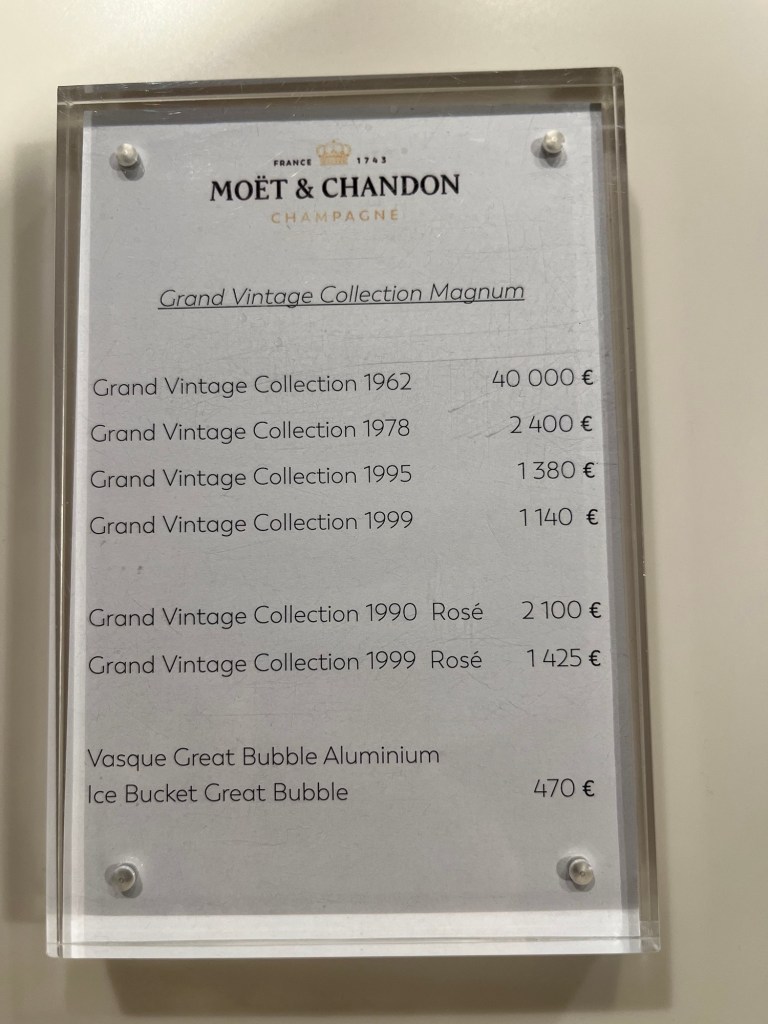 FRANCE 1743
MOËT & CHANDON
CHAMPAGNE
Grand Vintage Collection Magnum
Grand Vintage Collection 1962 40 000 €
Grand Vintage Collection 1978 2 400 €
Grand Vintage Collection 1995 1 380 €
Grand Vintage Collection 1999 1 140 €
Grand Vintage Collection 1990 Rosé 2 100 €
Grand Vintage Collection 1999 Rosé 1 425 €
Vasque Great Bubble Aluminium
Ice Bucket Great Bubble 470 €